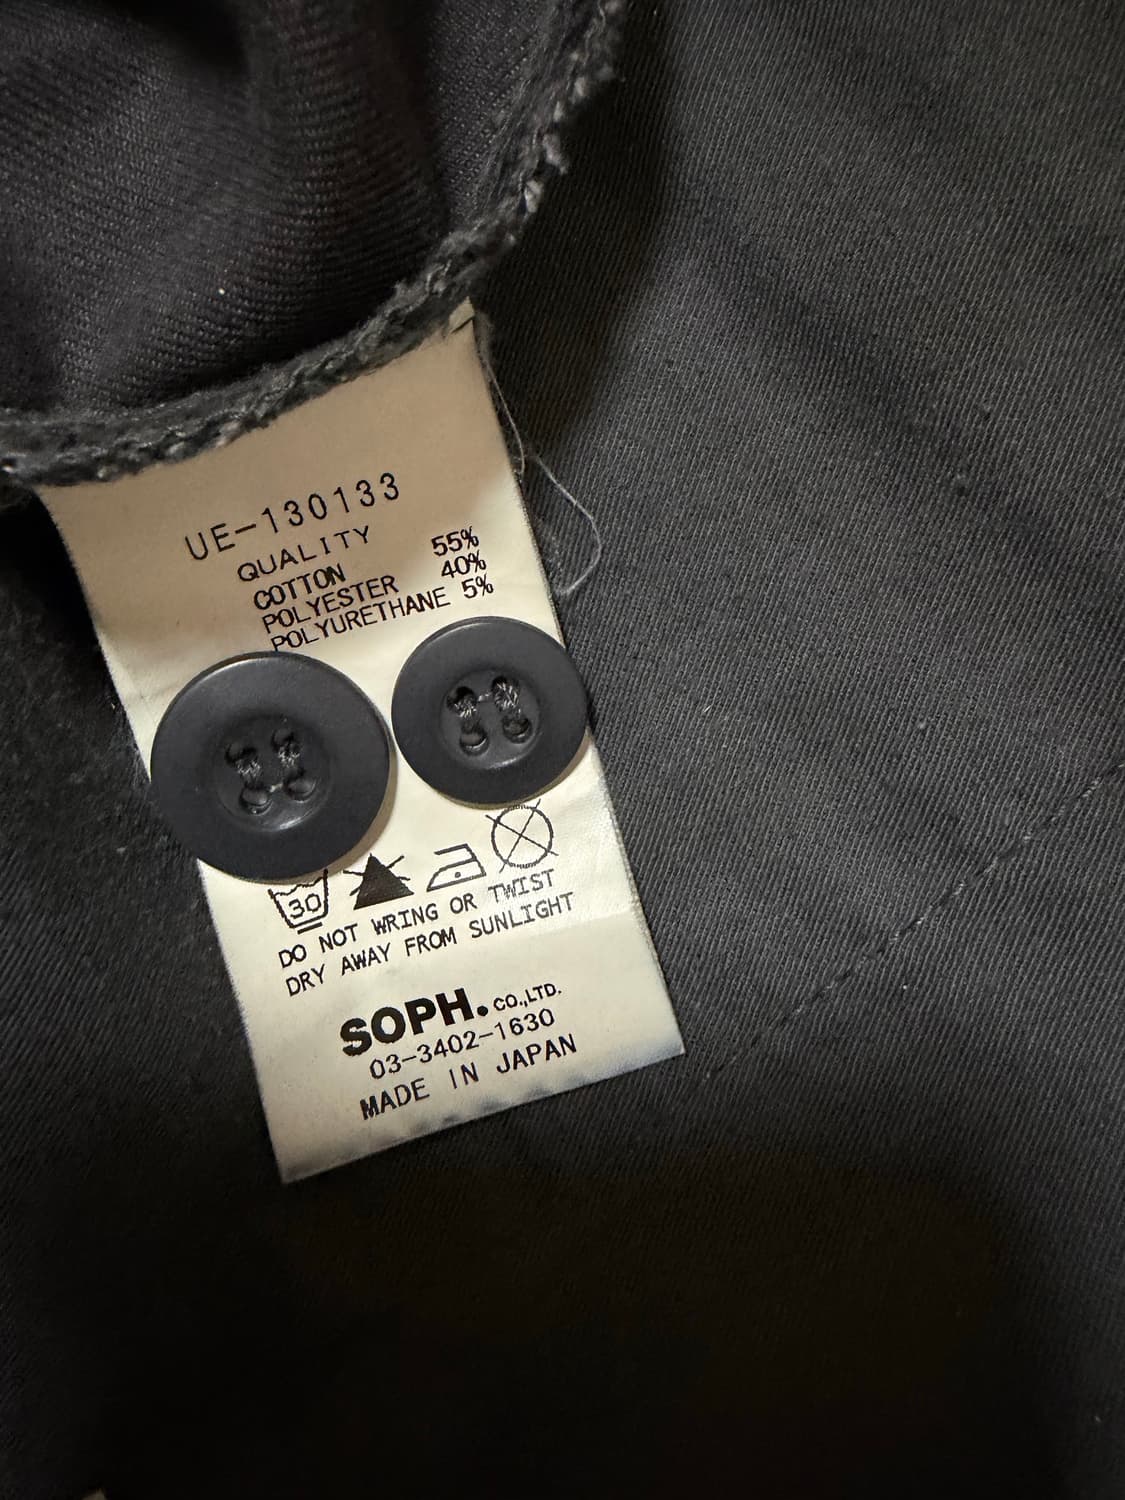 UE-130133
QUALITY
COTTON 55%
POLYESTER 40%
POLYURETHANE 5%
30
DO NOT WRING OR TWIST
DRY AWAY FROM SUNLIGHT
SOPH.CO.,LTD.
03-3402-1630
MADE IN JAPAN